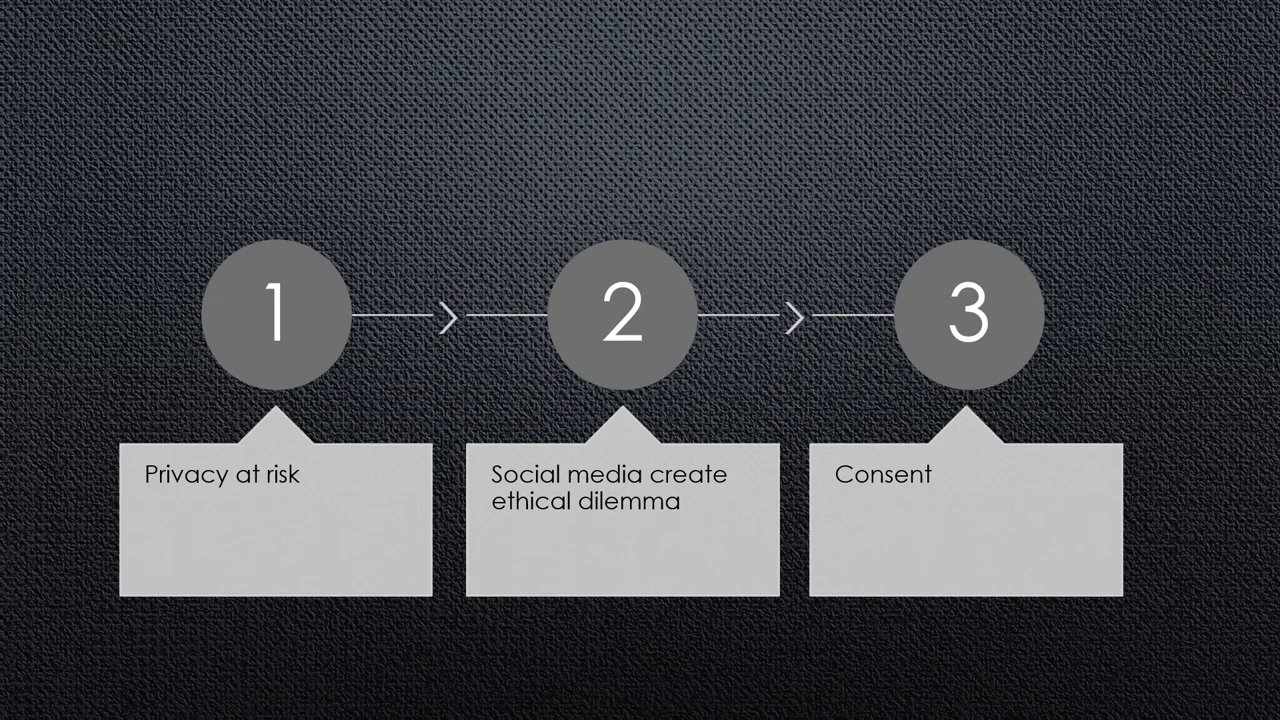 1
2
3
Privacy at risk
Social media create
ethical dilemma
Consent